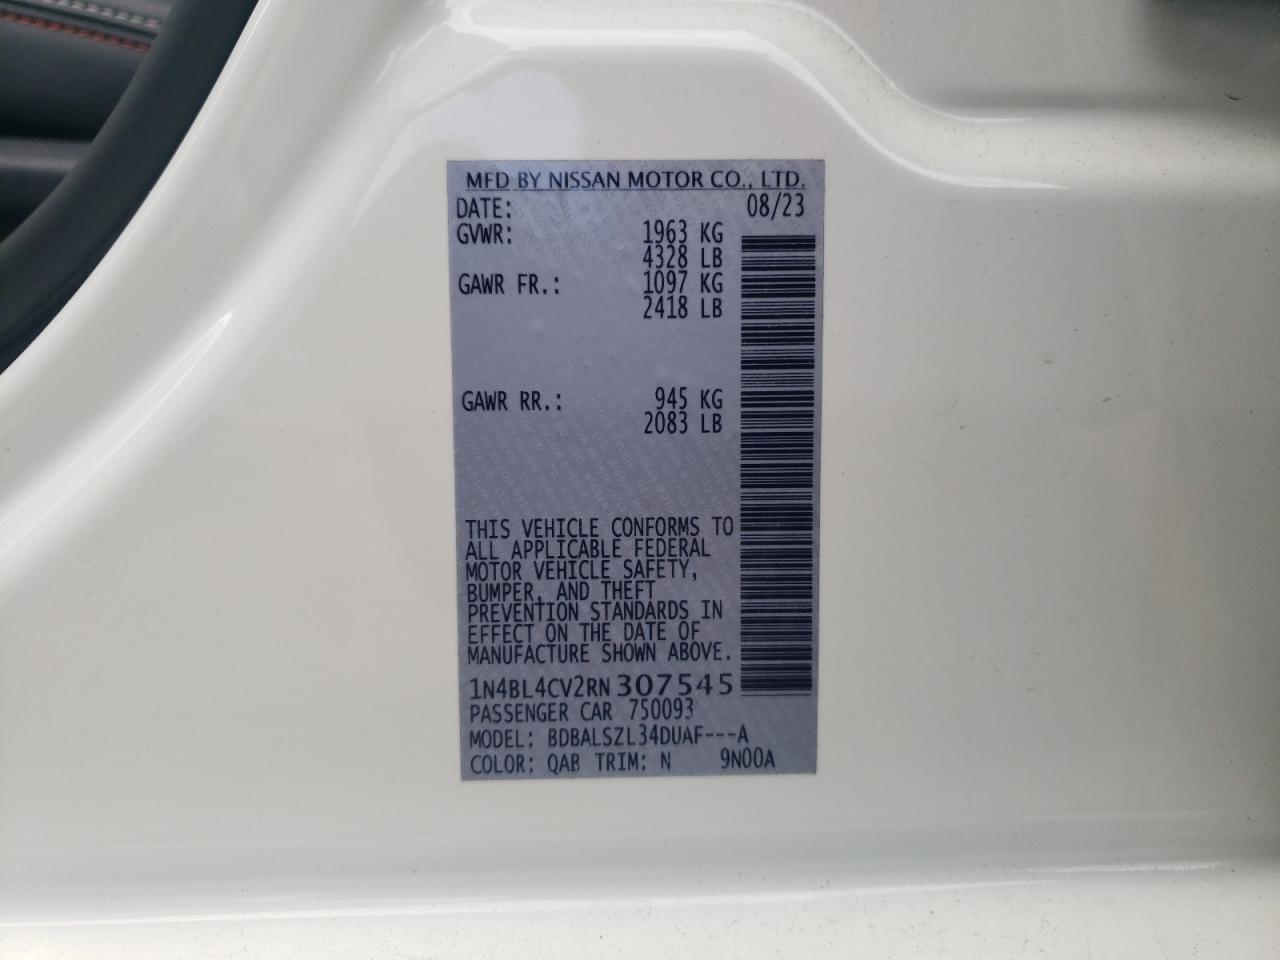 MFD BY NISSAN MOTOR CO., LTD.
DATE: 08/23
GVWR: 1963 KG
4328 LB
GAWR FR.: 1097 KG
2418 LB
GAWR RR.: 945 KG
2083 LB
THIS VEHICLE CONFORMS TO
ALL APPLICABLE FEDERAL
MOTOR VEHICLE SAFETY,
BUMPER, AND THEFT
PREVENTION STANDARDS IN
EFFECT ON THE DATE OF
MANUFACTURE SHOWN ABOVE.
1N4BL4CV2RN307545
PASSENGER CAR 750093
MODEL: BDBALSZL34DUAF---A
COLOR: QAB TRIM: N 9N00A